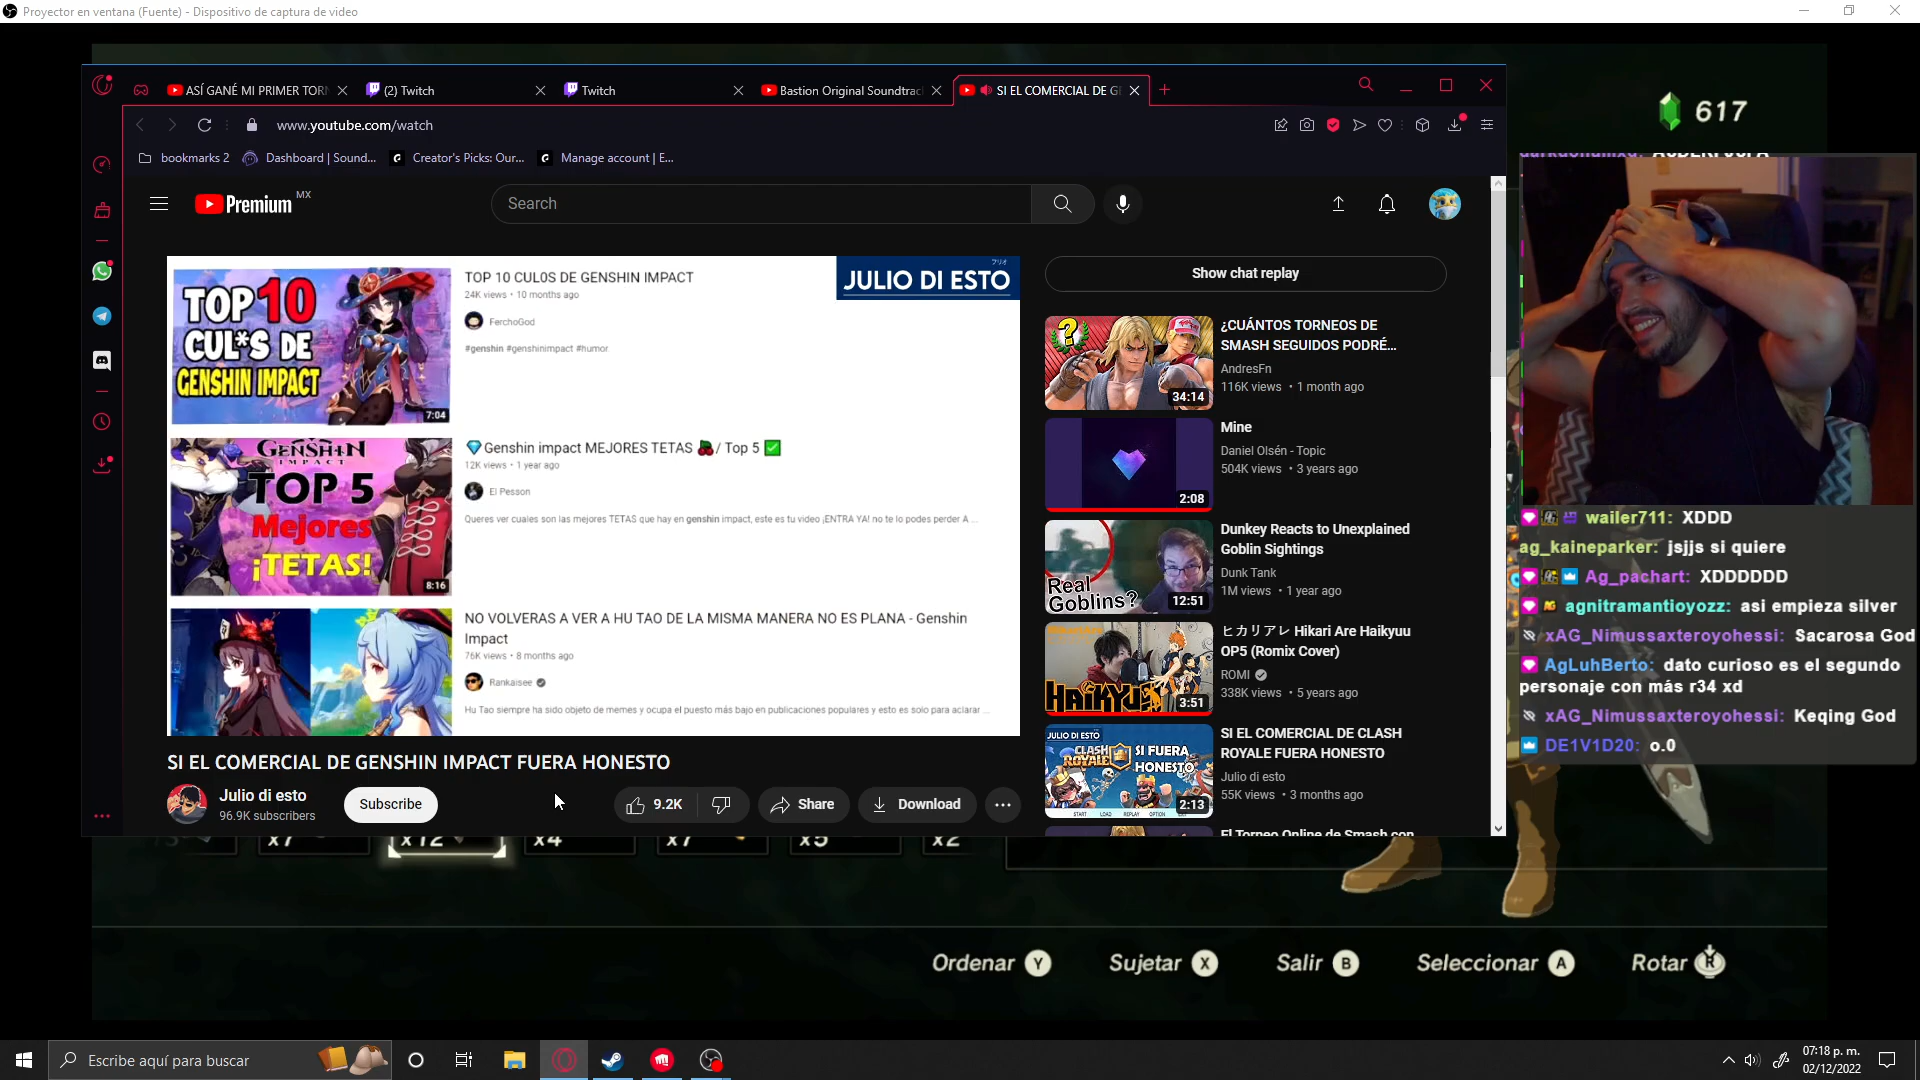 Proyector en ventana (Fuente) - Dispositivo de captura de video
ASÍ GANÉ MI PRIMER TOR
(2) Twitch
Twitch
Bastion Original Soundtrac
SI EL COMERCIAL DE G
www.youtube.com/watch
bookmarks 2
Dashboard | Sound...
Creator's Picks: Our...
Manage account | E...
617
Premium MX
Search
JULIO DI ESTO
TOP 10 CUL0S DE GENSHIN IMPACT
24K views • 10 months ago
FerchoGod
#genshin #genshinimpact #humor
TOP 10
CUL*S DE
GENSHIN IMPACT
7:04
💎Genshin impact MEJORES TETAS 🍒/ Top 5 ✅
12K views • 1 year ago
El Pesson
Queres ver cuales son las mejores TETAS que hay en genshin impact, este es tu video ¡ENTRA YA! no te lo podes perder A ...
GENSHIN
IMPACT
TOP 5
Mejores
¡TETAS!
8:16
NO VOLVERAS A VER A HU TAO DE LA MISMA MANERA NO ES PLANA - Genshin
Impact
76K views • 8 months ago
Rankaisee
Hu Tao siempre ha sido objeto de memes y ocupa el puesto más bajo en publicaciones populares y esto es solo para aclarar ...
SI EL COMERCIAL DE GENSHIN IMPACT FUERA HONESTO
Julio di esto
96.9K subscribers
Subscribe
9.2K
Share
Download
Show chat replay
¿CUÁNTOS TORNEOS DE
SMASH SEGUIDOS PODRÉ...
AndresFn
116K views • 1 month ago
34:14
Mine
Daniel Olsén - Topic
504K views • 3 years ago
2:08
Dunkey Reacts to Unexplained
Goblin Sightings
Dunk Tank
1M views • 1 year ago
Real
Goblins?
12:51
ヒカリアレ Hikari Are Haikyuu
OP5 (Romix Cover)
ROMI
338K views • 5 years ago
HAIKYU
3:51
SI EL COMERCIAL DE CLASH
ROYALE FUERA HONESTO
Julio di esto
55K views • 3 months ago
JULIO DI ESTO
CLASH
ROYALE
SI FUERA
HONESTO
2:13
START LOAD REPLAY OPTION
El Torneo Online de Smash con
wailer711: XDDD
ag_kaineparker: jsjjs si quiere
Ag_pachart: XDDDDDD
agnitramantioyozz: asi empieza silver
xAG_Nimussaxteroyohessi: Sacarosa God
AgLuhBerto: dato curioso es el segundo
personaje con más r34 xd
xAG_Nimussaxteroyohessi: Keqing God
DE1V1D20: o.0
x7
x12
x4
x7
x5
x2
Ordenar Y
Sujetar X
Salir B
Seleccionar A
Rotar R
Escribe aquí para buscar
07:18 p. m.
02/12/2022